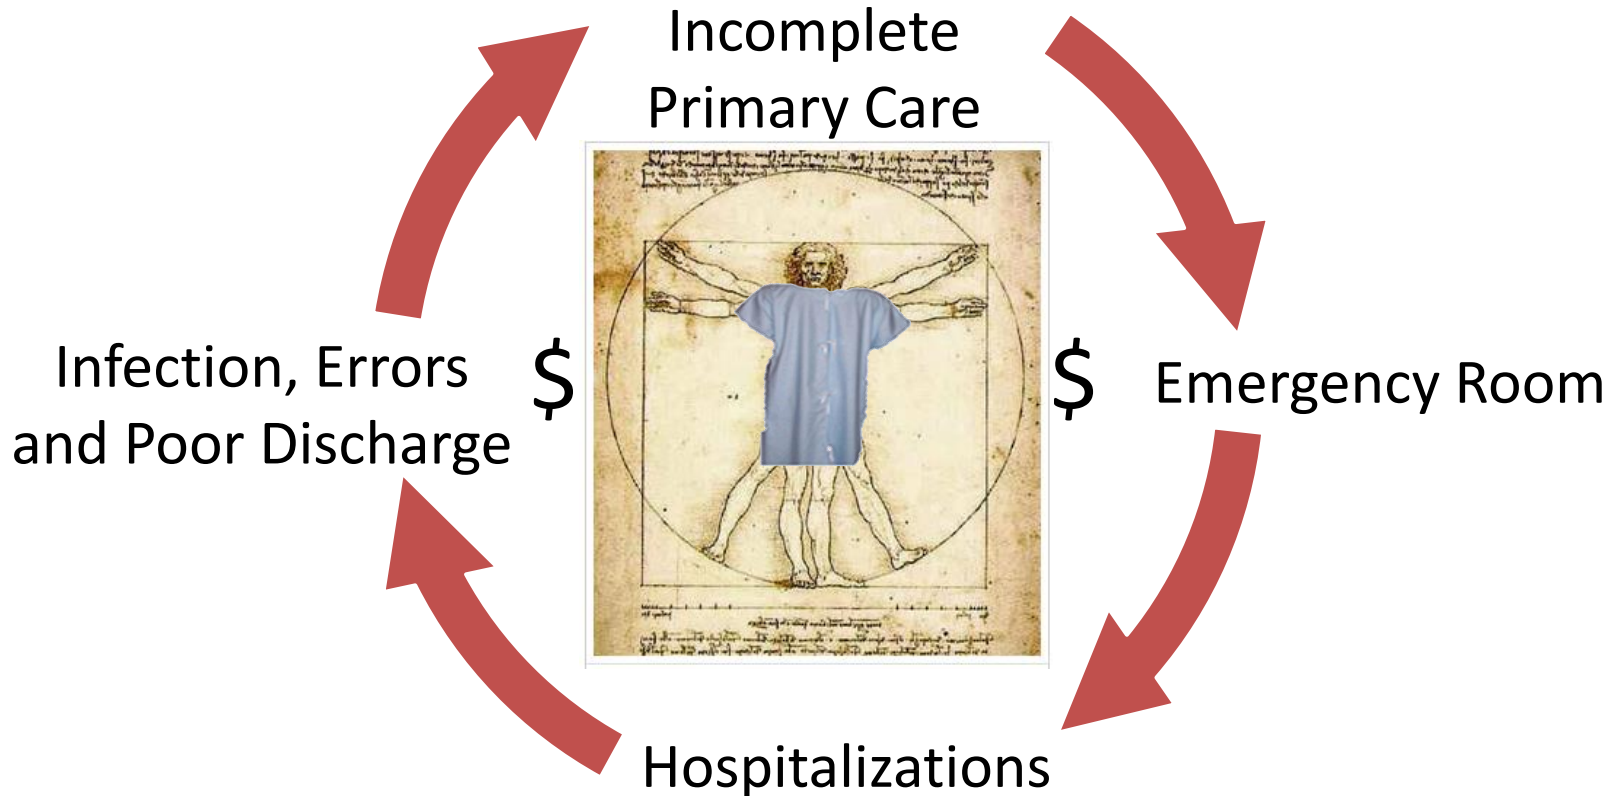 Incomplete
Primary Care
$
Emergency Room
Hospitalizations
Infection, Errors
and Poor Discharge
$